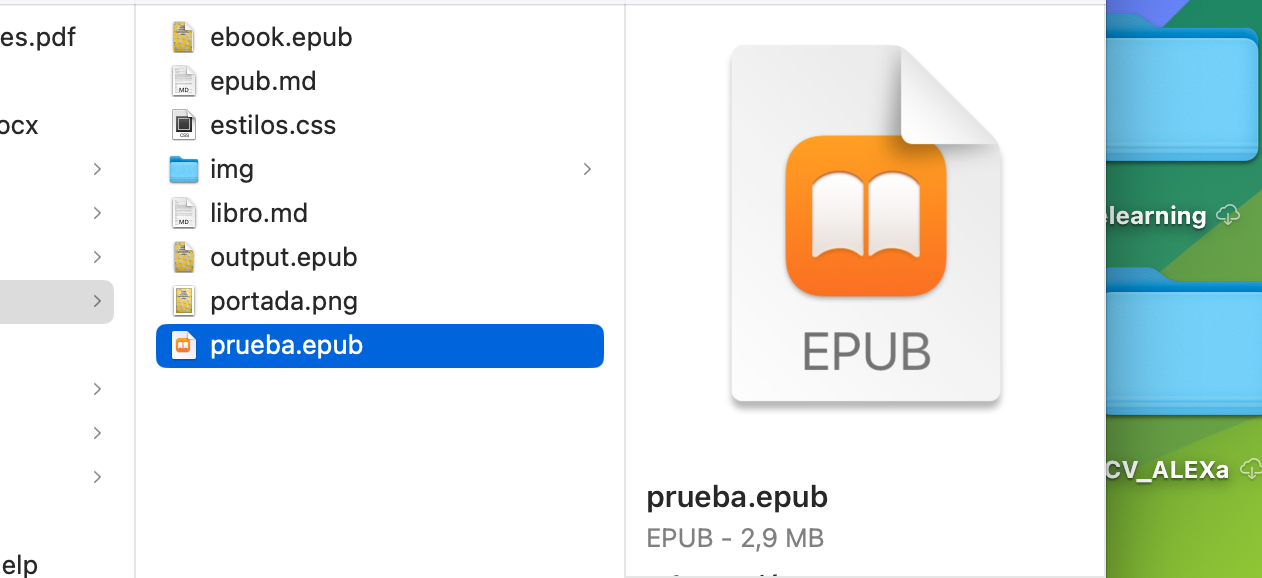 es.pdf
ocx
elp
ebook.epub
epub.md
estilos.css
img
libro.md
output.epub
portada.png
prueba.epub
EPUB
prueba.epub
EPUB - 2,9 MB
elearning
CV_ALEXa